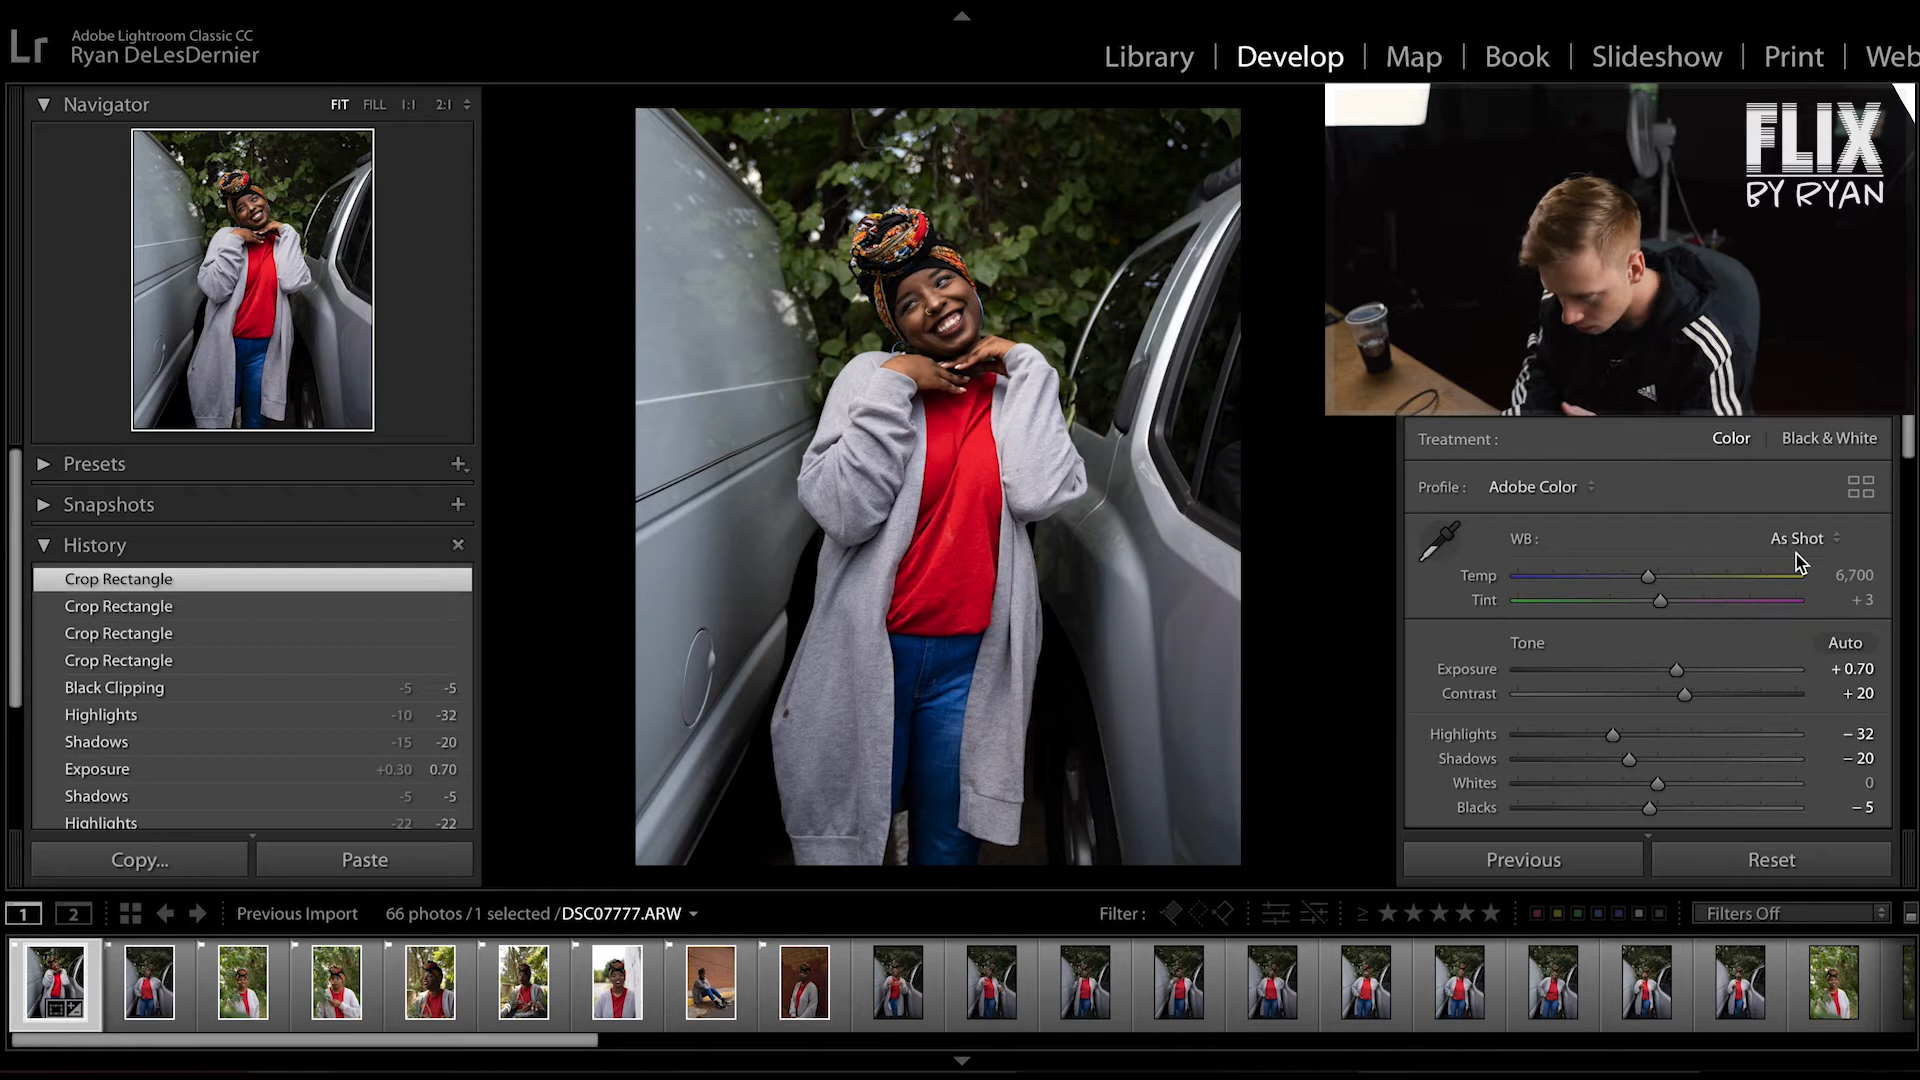 Lr
Adobe Lightroom Classic CC
Ryan DeLesDernier
Library | Develop | Map | Book | Slideshow | Print | Web
Navigator FIT FILL 1:1 2:1
FLIX
BY RYAN
Presets
Snapshots
History
Crop Rectangle
Crop Rectangle
Crop Rectangle
Crop Rectangle
Black Clipping -5 -5
Highlights -10 -32
Shadows -15 -20
Exposure +0.30 0.70
Shadows -5 -5
Highlights -22 -22
Copy... Paste
Treatment : Color Black & White
Profile : Adobe Color
WB : As Shot
Temp 6,700
Tint + 3
Tone Auto
Exposure + 0.70
Contrast + 20
Highlights – 32
Shadows – 20
Whites 0
Blacks – 5
Previous Reset
1 2 Previous Import 66 photos / 1 selected / DSC07777.ARW Filter : ≥ ★★★★★ Filters Off